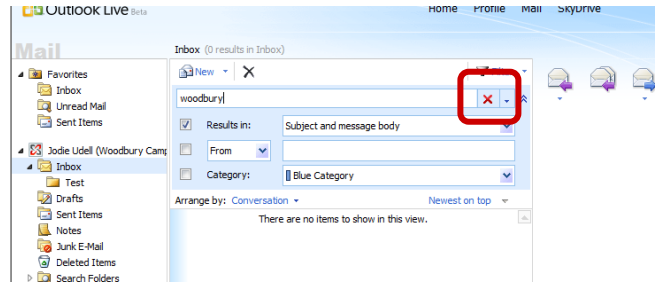 Outlook Live Beta
Home Profile Mail SkyDrive
Mail
Inbox (0 results in Inbox)
Favorites
Inbox
Unread Mail
Sent Items
Jodie Udell (Woodbury Camp
Inbox
Test
Drafts
Sent Items
Notes
Junk E-Mail
Deleted Items
Search Folders
New
woodbury
Results in: Subject and message body
From
Category: Blue Category
Arrange by: Conversation Newest on top
There are no items to show in this view.